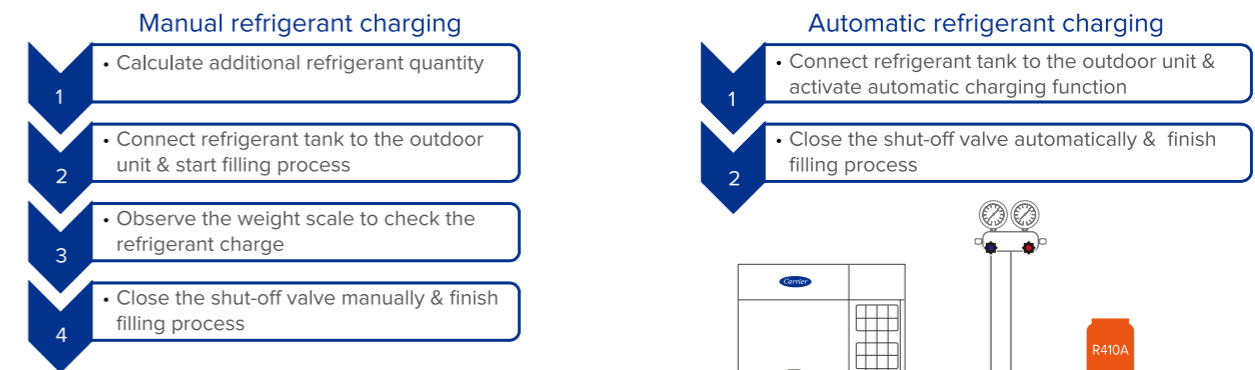 Manual refrigerant charging
1
• Calculate additional refrigerant quantity
2
• Connect refrigerant tank to the outdoor
unit & start filling process
3
• Observe the weight scale to check the
refrigerant charge
4
• Close the shut-off valve manually & finish
filling process
Automatic refrigerant charging
1
• Connect refrigerant tank to the outdoor unit &
activate automatic charging function
2
• Close the shut-off valve automatically & finish
filling process
Carrier
R410A